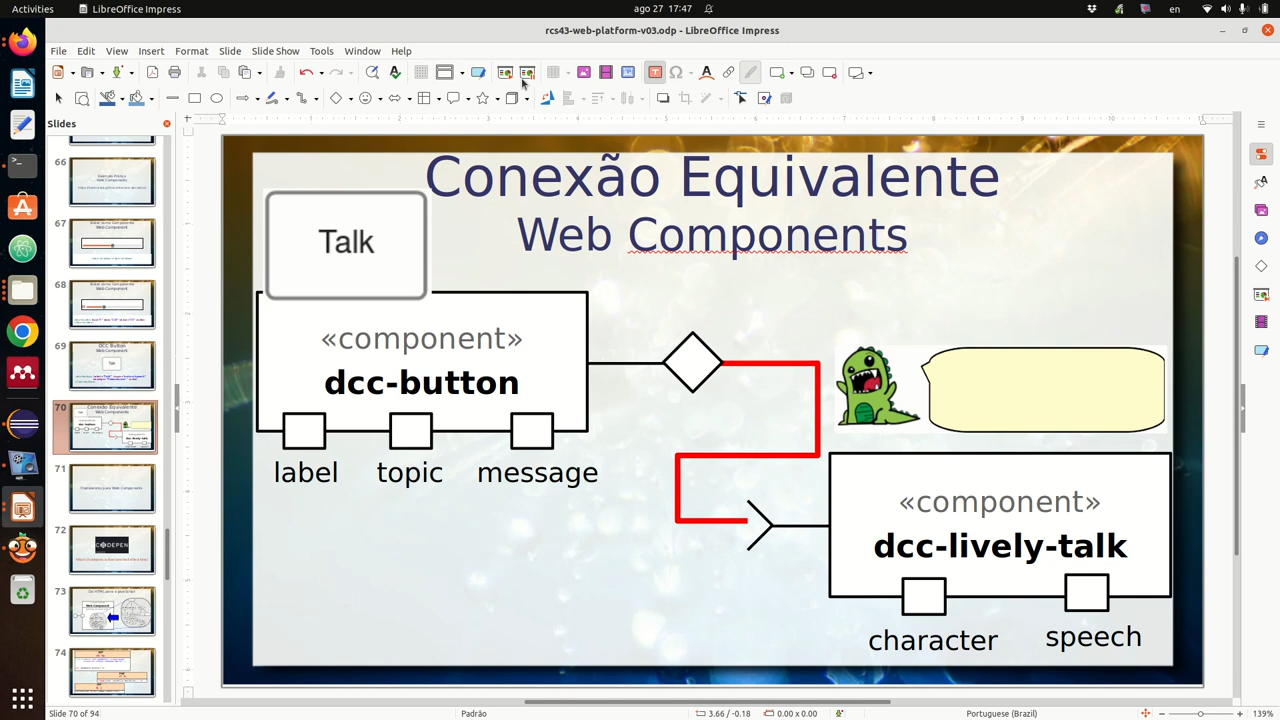 Activities
LibreOffice Impress
ago 27 17:47
en
rcs43-web-platform-v03.odp - LibreOffice Impress
File Edit View Insert Format Slide Slide Show Tools Window Help
Slides
66
67
68
69
70
71
72
73
74
Conexão Equivalente
Web Components
Talk
«component»
dcc-button
label topic message
«component»
dcc-lively-talk
character speech
Slide 70 of 94
Padrão
3.66 / -0.18
0.00 x 0.00
Portuguese (Brazil)
139%